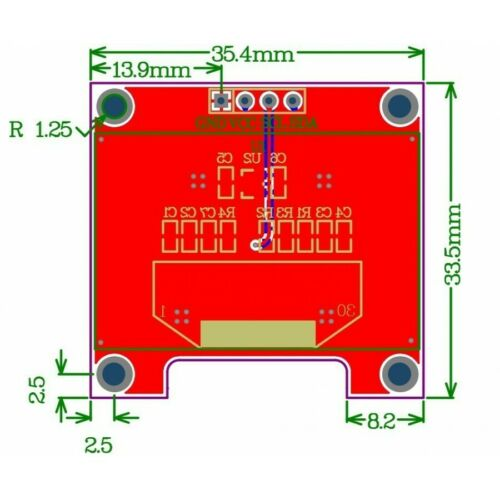 35.4mm
13.9mm
R 1.25
GND VCC SCL SDA
C5 U2 C6
C1 C2 C7 R4 R2 R3 R1 C3 C4
33.5mm
1 30
2.5
8.2
2.5